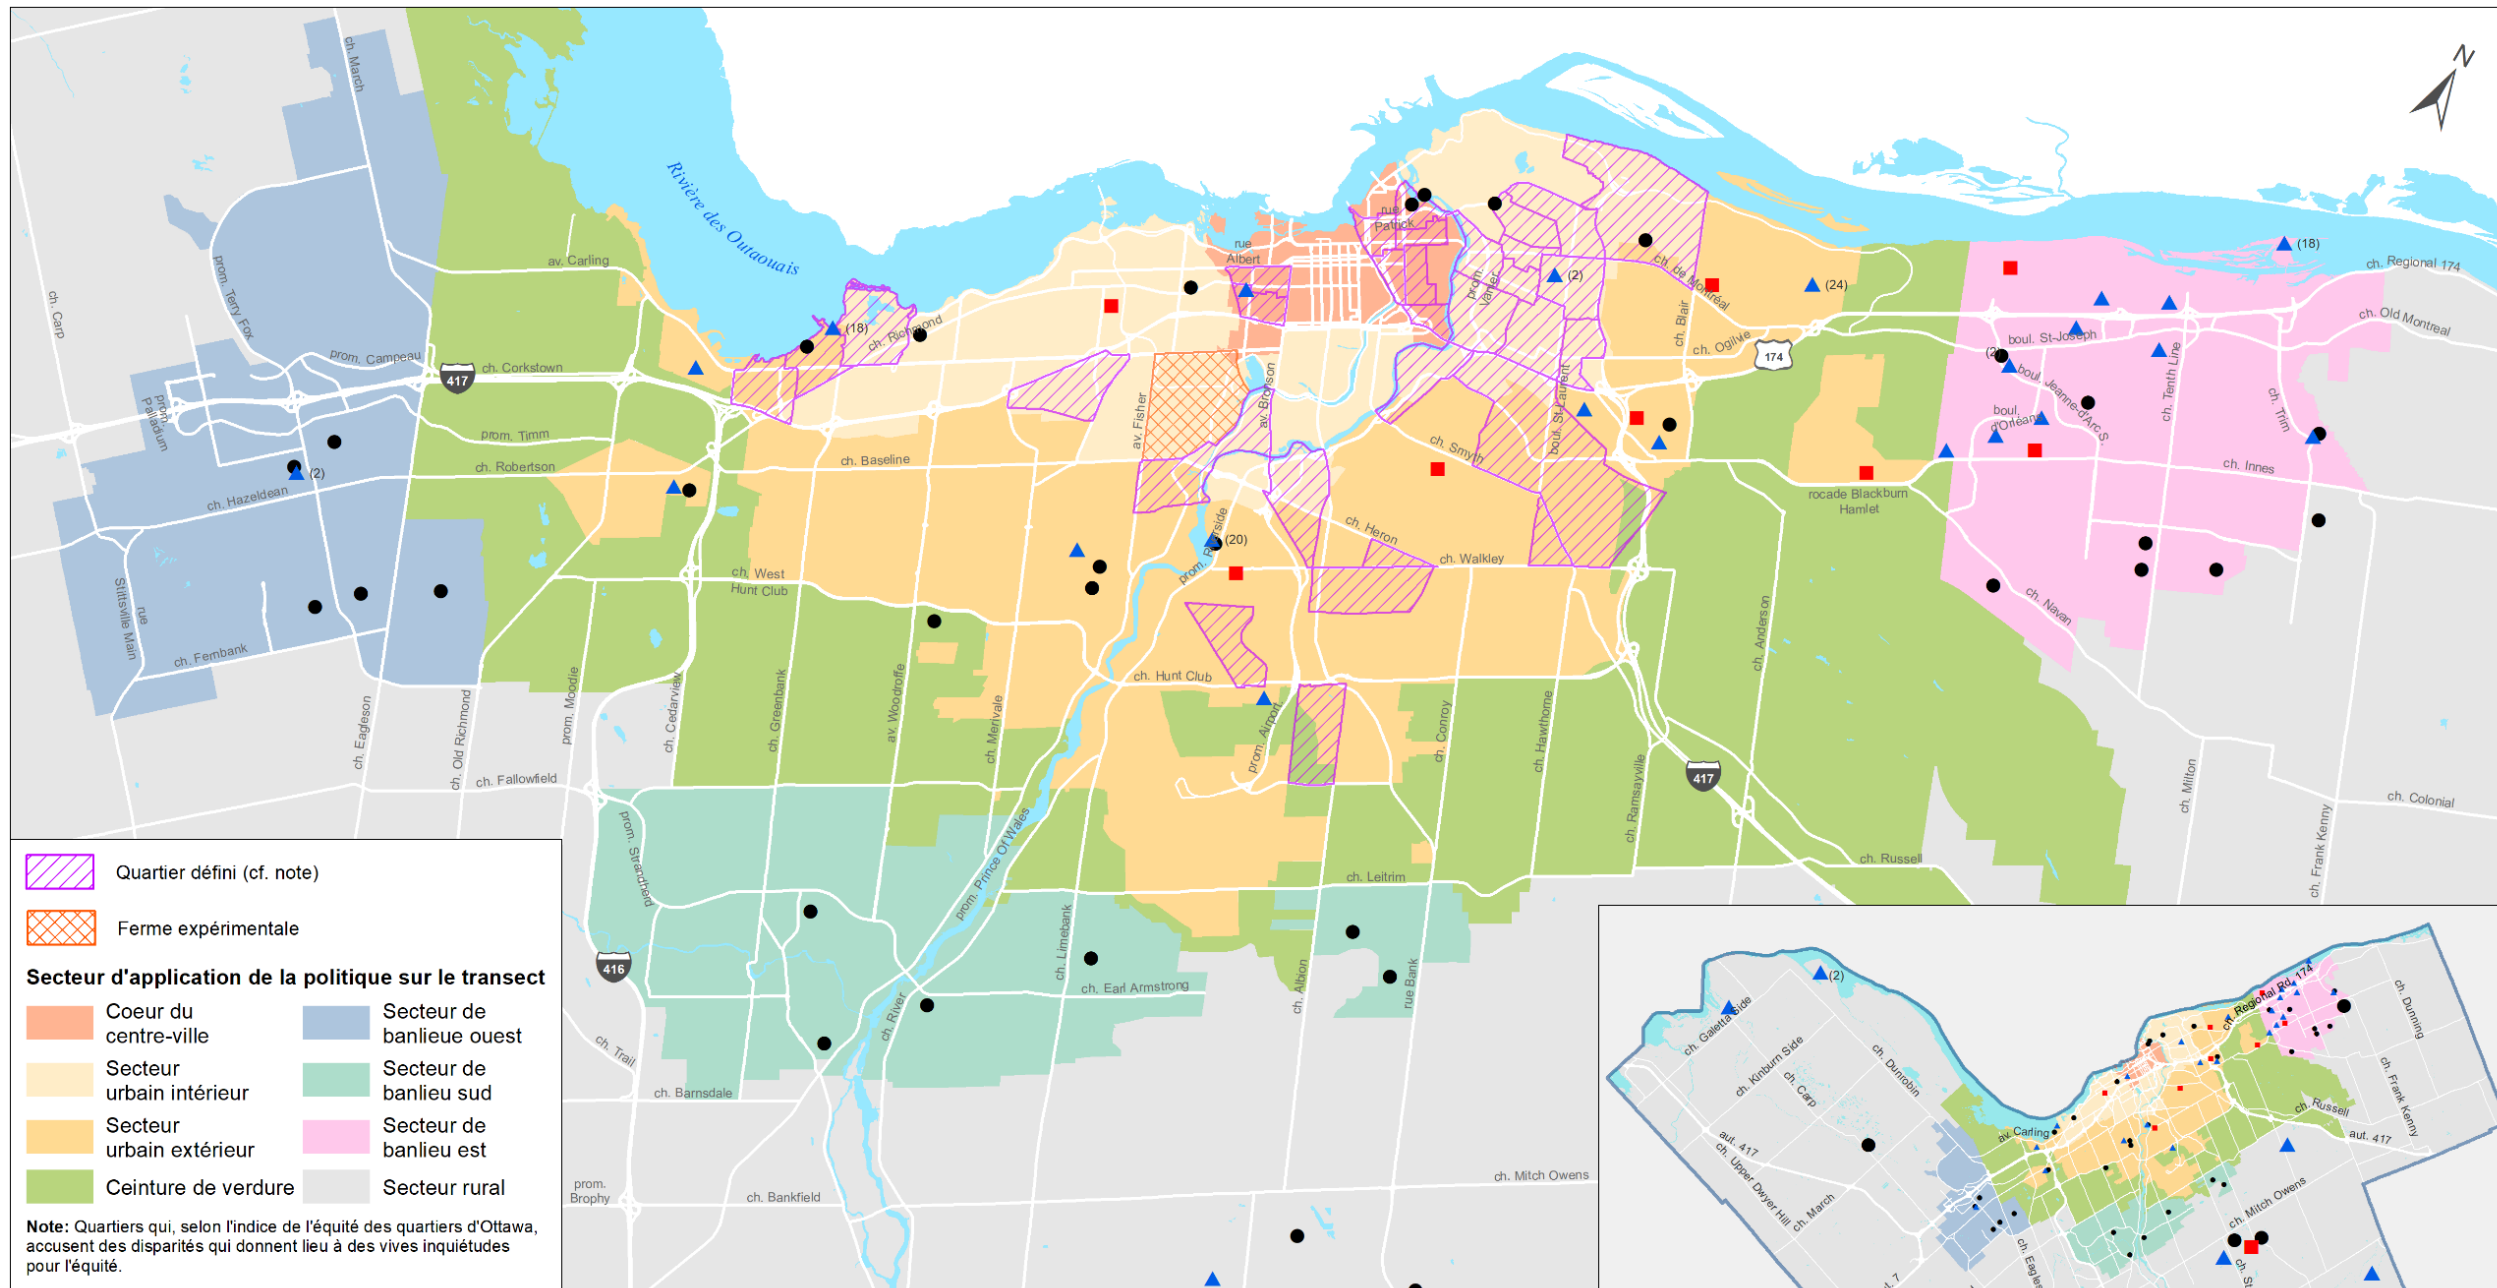 N
ch. March
Rivière des Outaouais
av. Carling
prom. Terry Fox
ch. Carp
prom. Campeau
417
ch. Corkstown
prom.
Palladium
prom. Timm
ch. Robertson
(2)
ch. Hazeldean
rue
Stittsville Main
ch. Fernbank
ch. Eagleson
ch. Old Richmond
prom. Moodie
ch. Cedarview
ch. Greenbank
av. Woodroffe
ch. Merivale
ch. West
Hunt Club
ch. Baseline
(18)
ch. Richmond
av. Fisher
rue
Albert
av. Bronson
rue
Patrick
prom.
Vanier
(2)
ch. de Montréal
(24)
ch. Blair
ch. Ogilvie
174
boul. St-Laurent
ch. Smyth
ch. Heron
ch. Walkley
prom. Riverside
(20)
ch. Hunt Club
prom. Airport
ch. Conroy
ch. Hawthorne
ch. Ramsayville
ch. Anderson
417
rocade Blackburn
Hamlet
(18)
ch. Regional 174
ch. Old Montreal
boul. St-Joseph
(2)
boul. Jeanne-d'Arc S.
boul.
d'Orléans
ch. Tenth Line
ch. Trim
ch. Innes
ch. Navan
ch. Milton
ch. Frank Kenny
ch. Colonial
ch. Russell
ch. Leitrim
ch. Fallowfield
prom. Strandherd
prom. Prince Of Wales
ch. Limebank
ch. Earl Armstrong
ch. Albion
rue Bank
ch. River
416
ch. Trail
ch. Barnsdale
prom.
Brophy
ch. Bankfield
ch. Mitch Owens
Quartier défini (cf. note)
Ferme expérimentale
Secteur d'application de la politique sur le transect
Coeur du
centre-ville
Secteur
urbain intérieur
Secteur
urbain extérieur
Ceinture de verdure
Secteur de
banlieue ouest
Secteur de
banlieu sud
Secteur de
banlieu est
Secteur rural
Note: Quartiers qui, selon l'indice de l'équité des quartiers d'Ottawa,
accusent des disparités qui donnent lieu à des vives inquiétudes
pour l'équité.
(2)
ch. Galetta Side
ch. Kinburn Side
ch. Carp
ch. Dunrobin
aut. 417
ch. Upper Dwyer Hill
ch. March
av. Carling
ch. Regional Rd. 174
ch. Dunning
ch. Frank Kenny
ch. Russell
aut. 417
ch. Mitch Owens